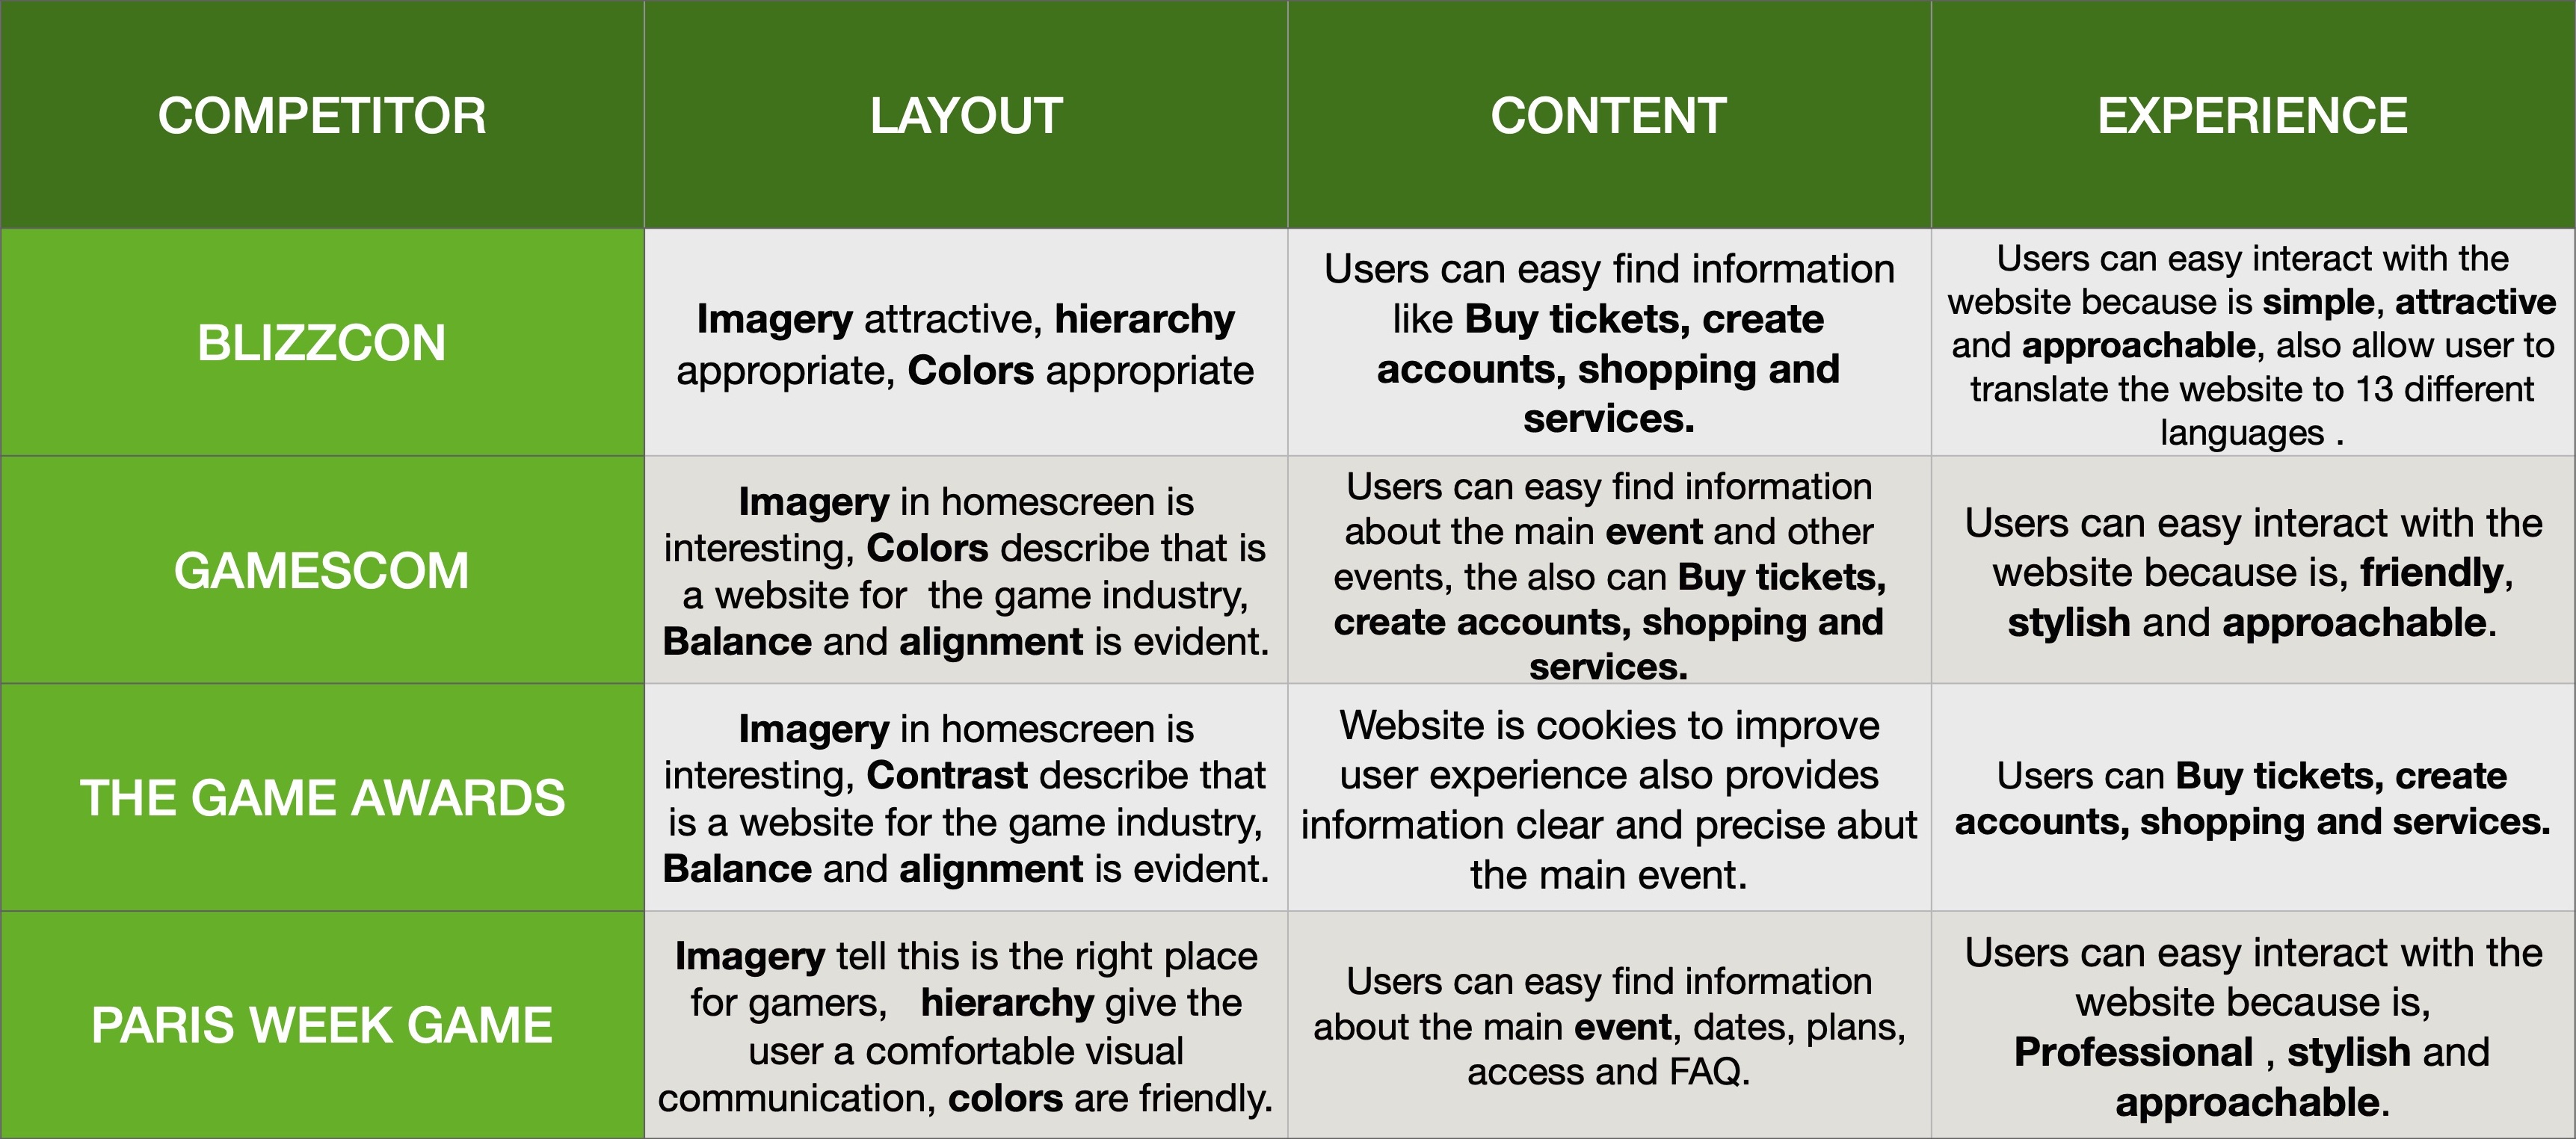 COMPETITOR
LAYOUT
CONTENT
EXPERIENCE
BLIZZCON
Imagery attractive, hierarchy
appropriate, Colors appropriate
Users can easy find information
like Buy tickets, create
accounts, shopping and
services.
Users can easy interact with the
website because is simple, attractive
and approachable, also allow user to
translate the website to 13 different
languages .
GAMESCOM
Imagery in homescreen is
interesting, Colors describe that is
a website for  the game industry,
Balance and alignment is evident.
Users can easy find information
about the main event and other
events, the also can Buy tickets,
create accounts, shopping and
services.
Users can easy interact with the
website because is, friendly,
stylish and approachable.
THE GAME AWARDS
Imagery in homescreen is
interesting, Contrast describe that
is a website for the game industry,
Balance and alignment is evident.
Website is cookies to improve
user experience also provides
information clear and precise abut
the main event.
Users can Buy tickets, create
accounts, shopping and services.
PARIS WEEK GAME
Imagery tell this is the right place
for gamers,   hierarchy give the
user a comfortable visual
communication, colors are friendly.
Users can easy find information
about the main event, dates, plans,
access and FAQ.
Users can easy interact with the
website because is,
Professional , stylish and
approachable.